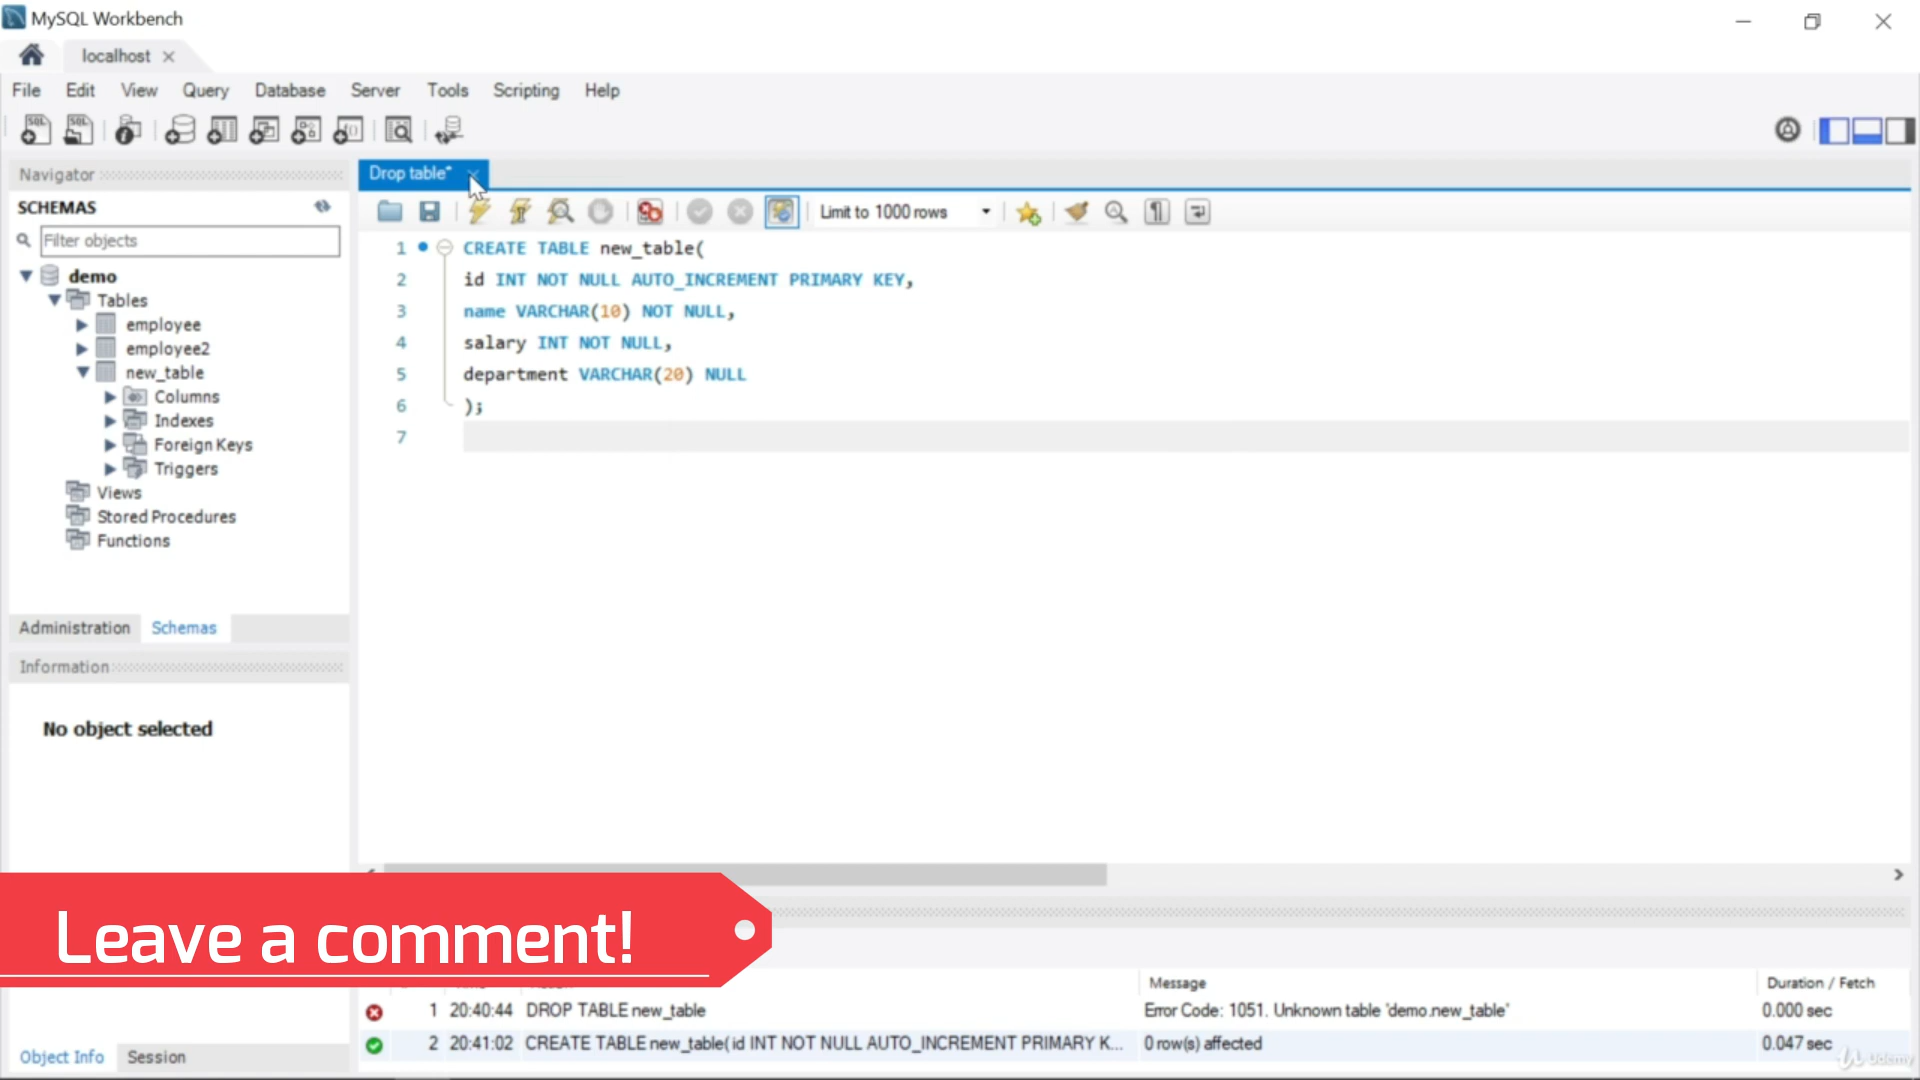 MySQL Workbench
localhost
File Edit View Query Database Server Tools Scripting Help
Navigator
SCHEMAS
Filter objects
demo
Tables
employee
employee2
new_table
Columns
Indexes
Foreign Keys
Triggers
Views
Stored Procedures
Functions
Administration Schemas
Information
No object selected
Drop table*
Limit to 1000 rows
1 CREATE TABLE new_table(
2 id INT NOT NULL AUTO_INCREMENT PRIMARY KEY,
3 name VARCHAR(10) NOT NULL,
4 salary INT NOT NULL,
5 department VARCHAR(20) NULL
6 );
7
Leave a comment!
Message Duration / Fetch
1 20:40:44 DROP TABLE new_table Error Code: 1051. Unknown table 'demo.new_table' 0.000 sec
2 20:41:02 CREATE TABLE new_table( id INT NOT NULL AUTO_INCREMENT PRIMARY K... 0 row(s) affected 0.047 sec
Object Info Session
Udemy